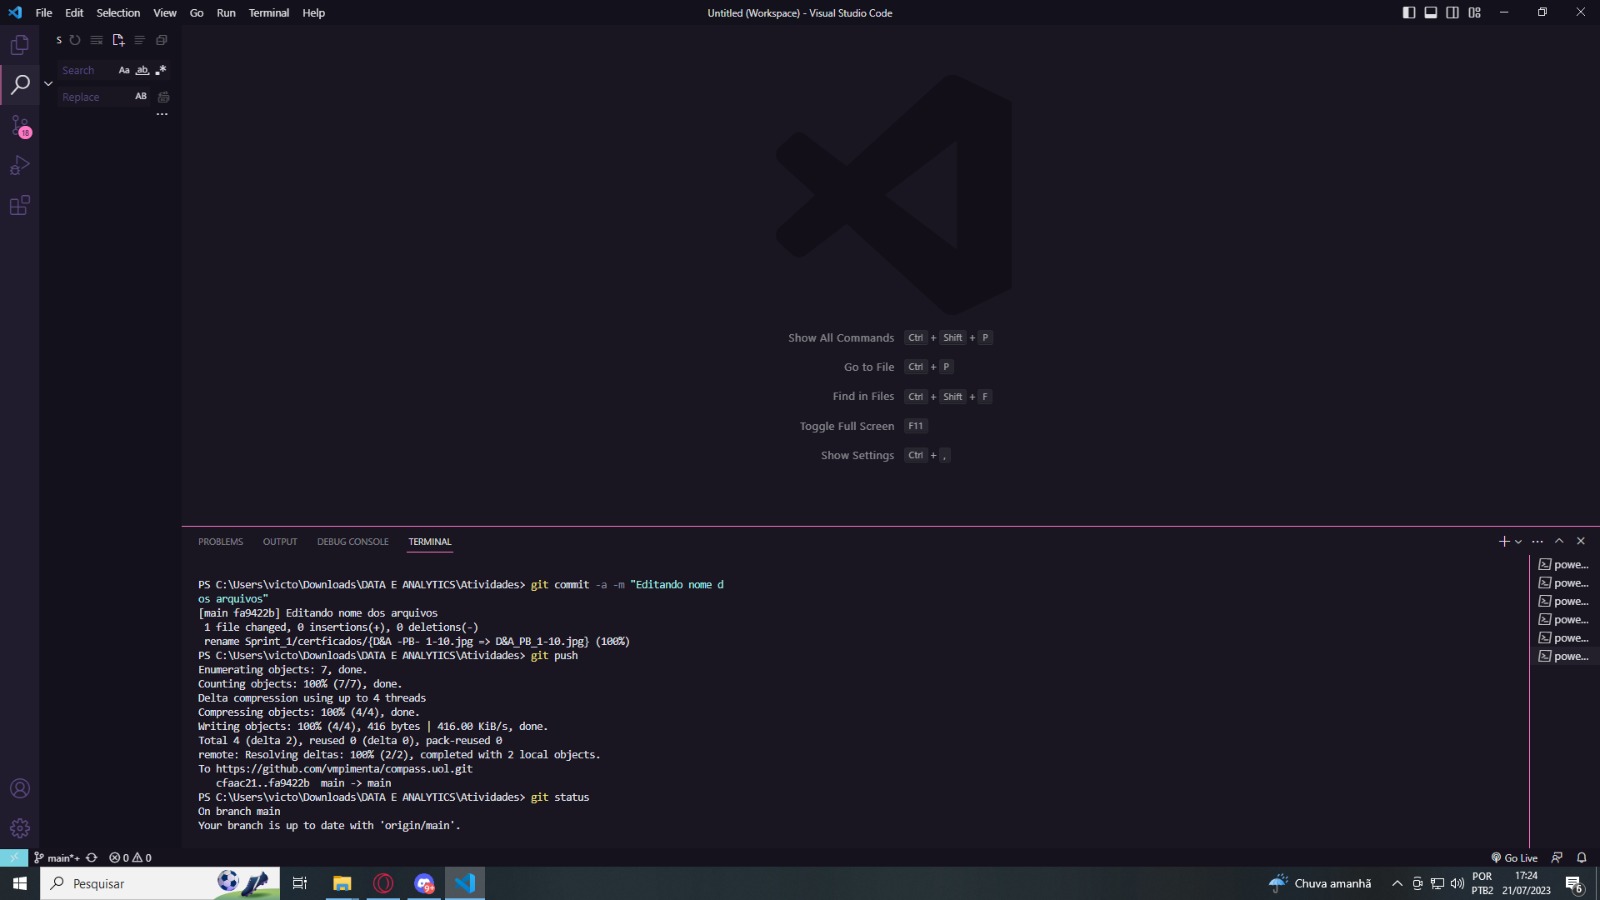 File Edit Selection View Go Run Terminal Help
Untitled (Workspace) - Visual Studio Code
S
Search Aa ab .*
Replace AB
...
18
Show All Commands Ctrl + Shift + P
Go to File Ctrl + P
Find in Files Ctrl + Shift + F
Toggle Full Screen F11
Show Settings Ctrl + ,
PROBLEMS OUTPUT DEBUG CONSOLE TERMINAL
PS C:\Users\victo\Downloads\DATA E ANALYTICS\Atividades> git commit -a -m "Editando nome d
os arquivos"
[main fa9422b] Editando nome dos arquivos
1 file changed, 0 insertions(+), 0 deletions(-)
rename Sprint_1/certficados/{D&A -PB- 1-10.jpg => D&A_PB_1-10.jpg} (100%)
PS C:\Users\victo\Downloads\DATA E ANALYTICS\Atividades> git push
Enumerating objects: 7, done.
Counting objects: 100% (7/7), done.
Delta compression using up to 4 threads
Compressing objects: 100% (4/4), done.
Writing objects: 100% (4/4), 416 bytes | 416.00 KiB/s, done.
Total 4 (delta 2), reused 0 (delta 0), pack-reused 0
remote: Resolving deltas: 100% (2/2), completed with 2 local objects.
To https://github.com/vmpimenta/compass.uol.git
cfaac21..fa9422b main -> main
PS C:\Users\victo\Downloads\DATA E ANALYTICS\Atividades> git status
On branch main
Your branch is up to date with 'origin/main'.
powe...
powe...
powe...
powe...
powe...
powe...
main*+ 0 0
Go Live
Pesquisar
9+
Chuva amanhã
POR
PTB2
17:24
21/07/2023
6